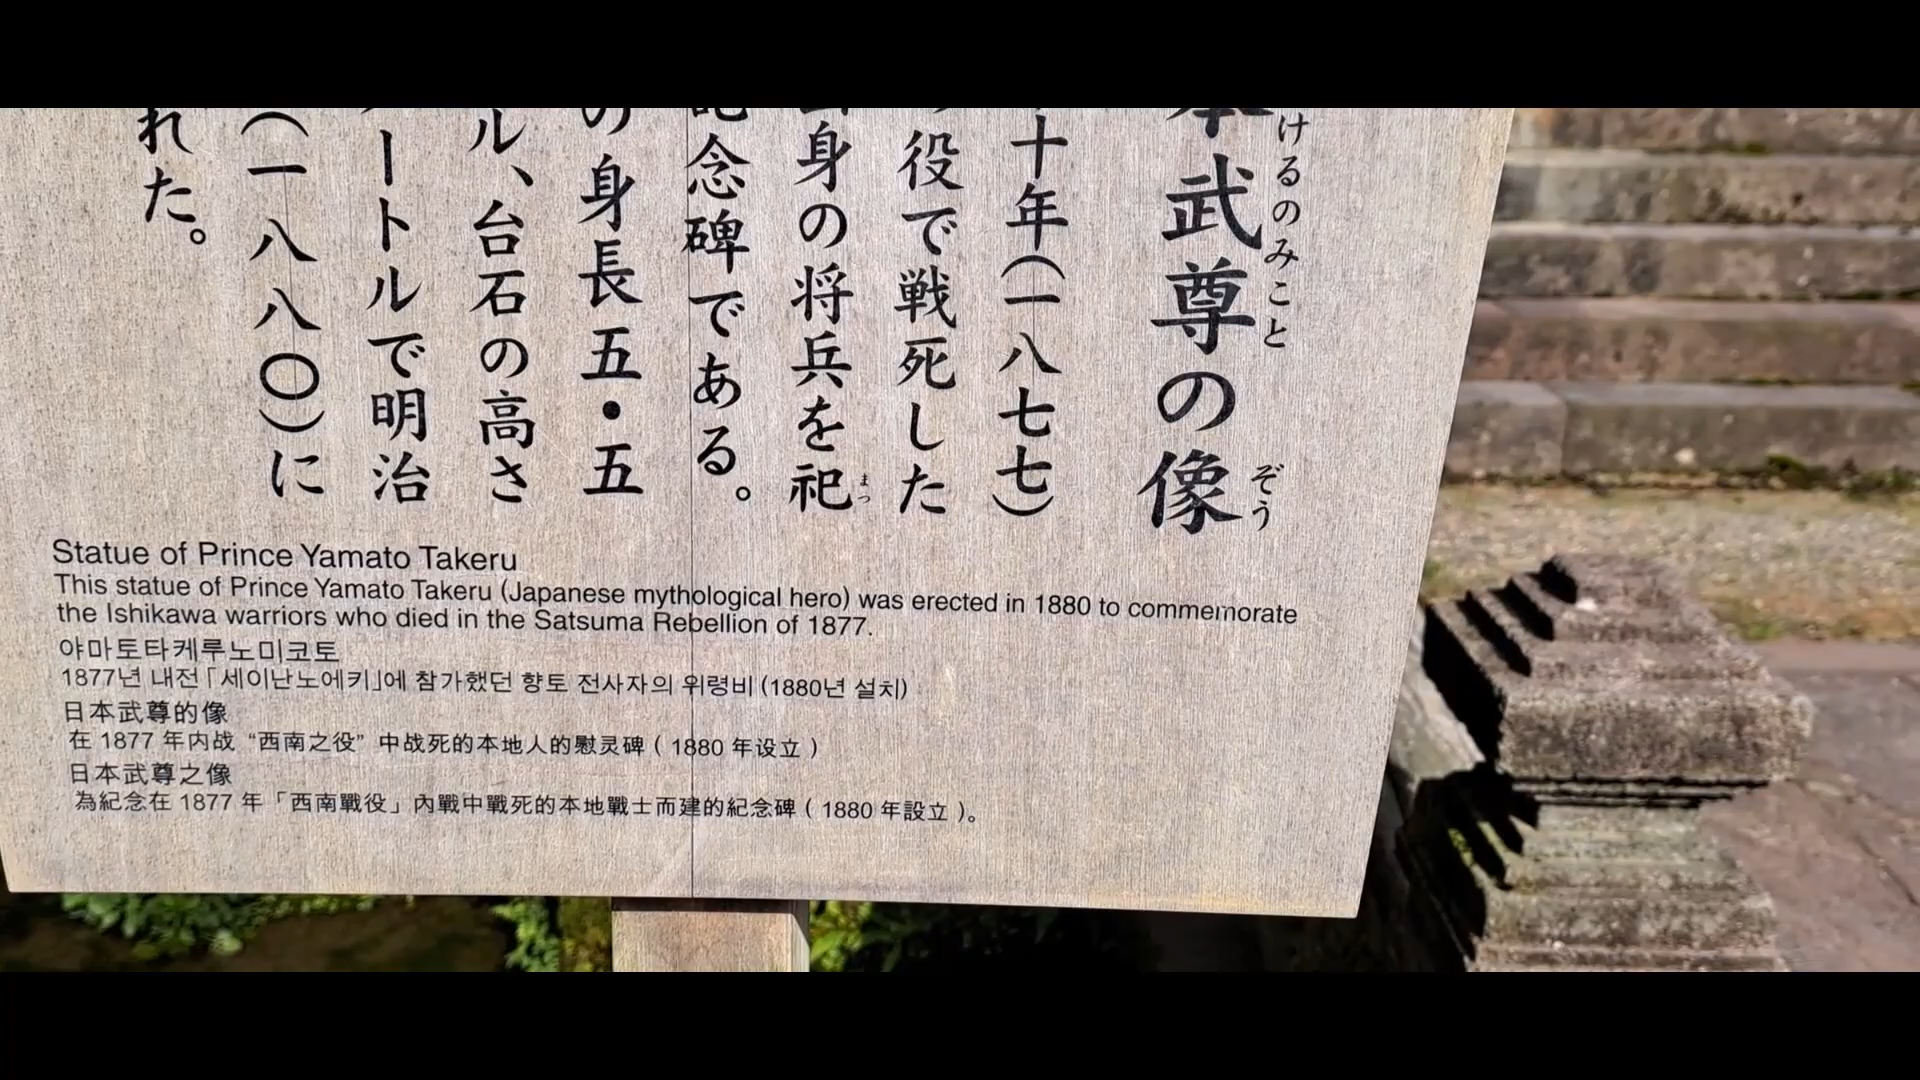 本武尊の像
けるのみこと
ぞう
十年(一八七七)
役で戦死した
身の将兵を祀
まつ
記念碑である。
の身長五・五
ル、台石の高さ
ートルで明治
(一八八〇)に
れた。
Statue of Prince Yamato Takeru
This statue of Prince Yamato Takeru (Japanese mythological hero) was erected in 1880 to commemorate
the Ishikawa warriors who died in the Satsuma Rebellion of 1877.
야마토타케루노미코토
1877년 내전「세이난노에키」에 참가했던 향토 전사자의 위령비 (1880년 설치)
日本武尊的像
在 1877 年内战 “西南之役” 中战死的本地人的慰灵碑 ( 1880 年设立 )
日本武尊之像
為紀念在 1877 年「西南戰役」內戰中戰死的本地戰士而建的紀念碑 ( 1880 年設立 )。